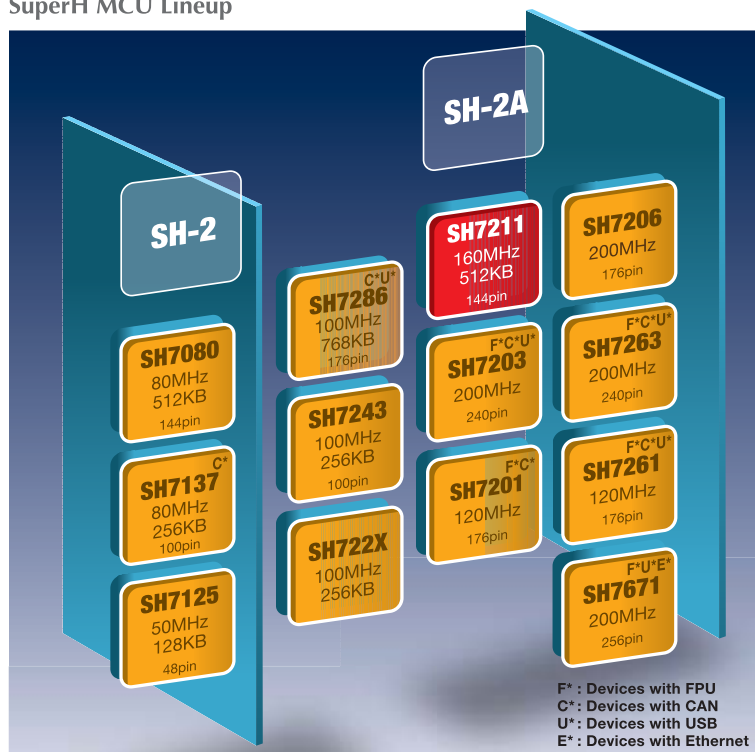 SuperH MCU Lineup
SH-2
SH7080
80MHz
512KB
144pin
C*
SH7137
80MHz
256KB
100pin
SH7125
50MHz
128KB
48pin
C*U*
SH7286
100MHz
768KB
176pin
SH7243
100MHz
256KB
100pin
SH722X
100MHz
256KB
SH-2A
SH7211
160MHz
512KB
144pin
F*C*U*
SH7203
200MHz
240pin
F*C*
SH7201
120MHz
176pin
SH7206
200MHz
176pin
F*C*U*
SH7263
200MHz
240pin
F*C*U*
SH7261
120MHz
176pin
F*U*E*
SH7671
200MHz
256pin
F* : Devices with FPU
C* : Devices with CAN
U* : Devices with USB
E* : Devices with Ethernet